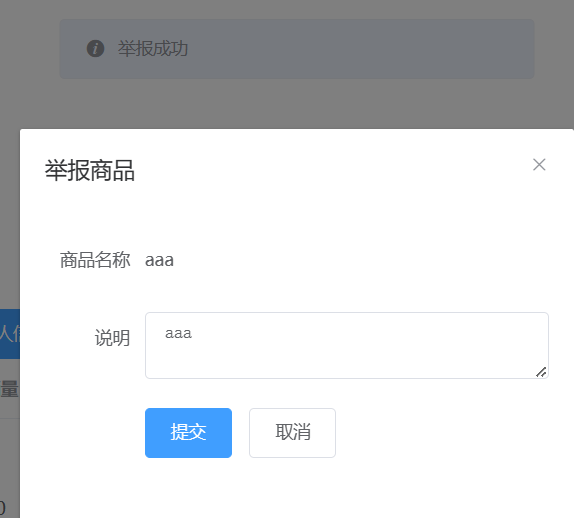 举报成功
举报商品
商品名称 aaa
说明 aaa
提交 取消
量